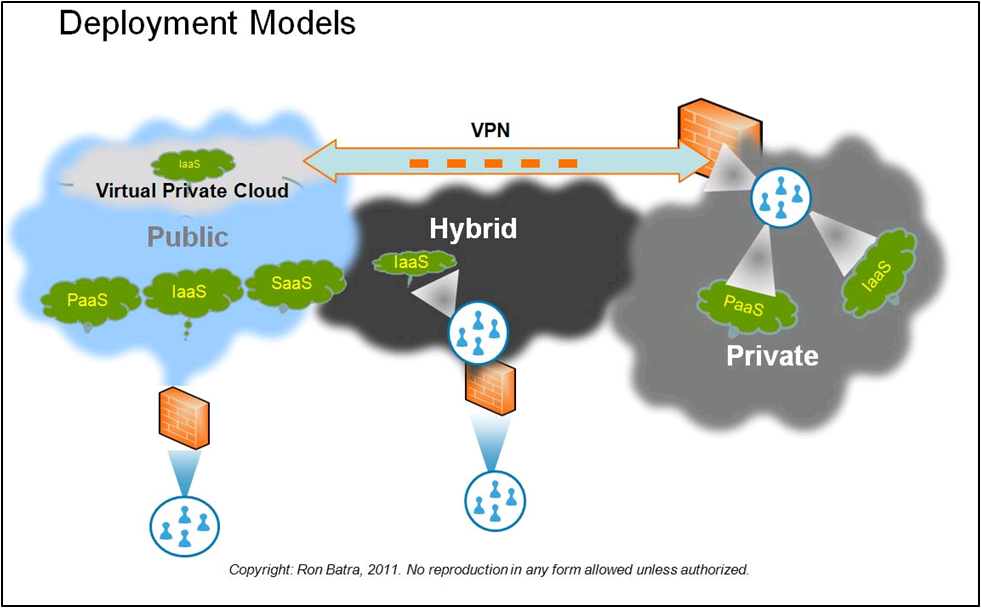 Deployment Models
VPN
IaaS
Virtual Private Cloud
Public
PaaS
IaaS
SaaS
Hybrid
IaaS
PaaS
IaaS
Private
Copyright: Ron Batra, 2011. No reproduction in any form allowed unless authorized.